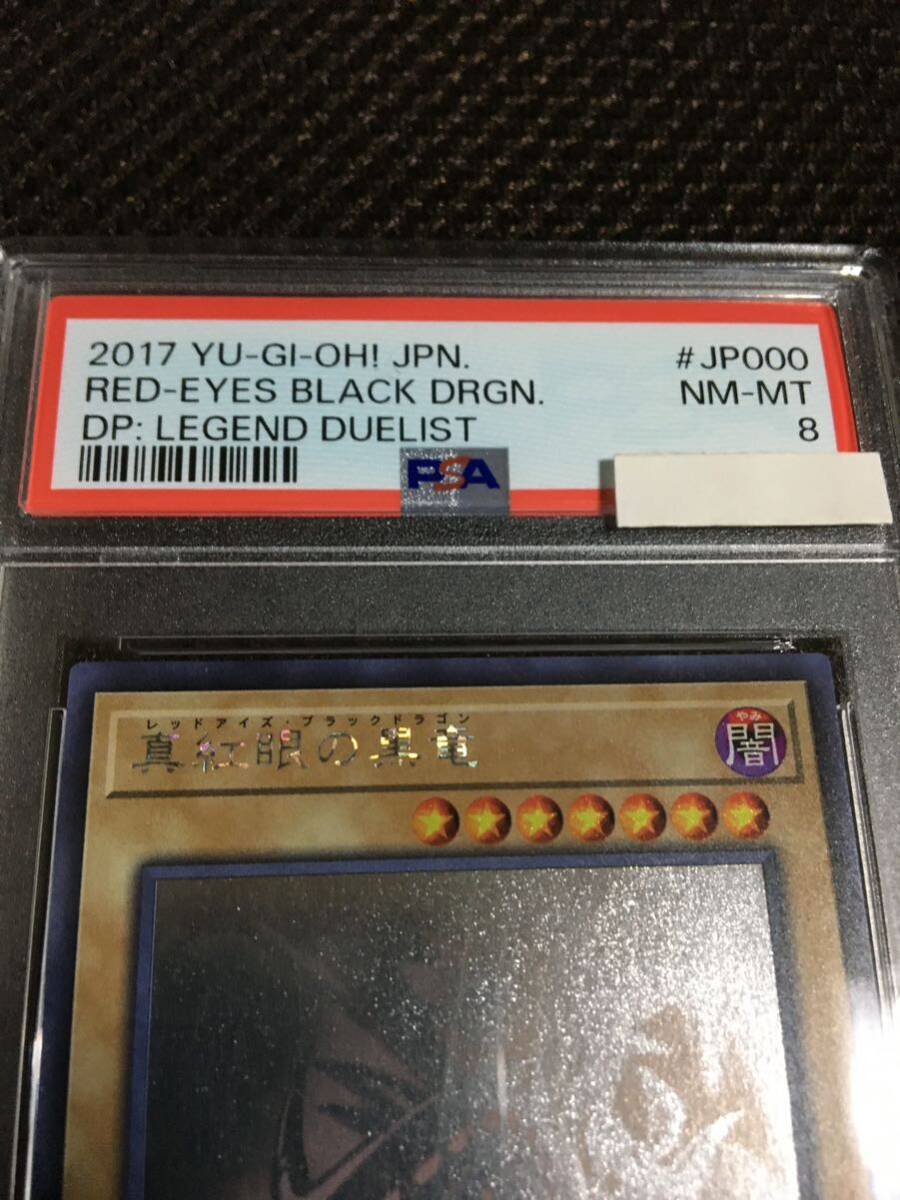 2017 YU-GI-OH! JPN. #JP000
RED-EYES BLACK DRGN. NM-MT
DP: LEGEND DUELIST 8
PSA
レッドアイズ・ブラックドラゴン
真紅眼の黒竜
やみ
闇